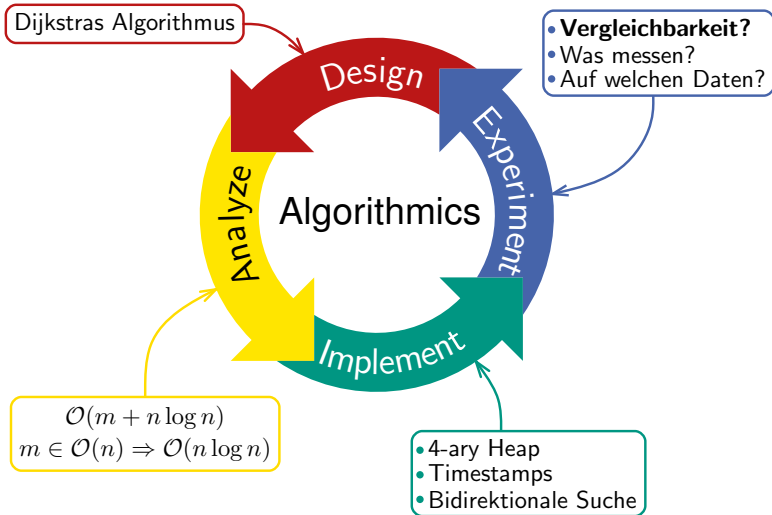 Dijkstras Algorithmus
• Vergleichbarkeit?
• Was messen?
• Auf welchen Daten?
Design
Experiment
Analyze
Algorithmics
Implement
𝒪(m + n log n)
m ∈ 𝒪(n) ⇒ 𝒪(n log n)
• 4-ary Heap
• Timestamps
• Bidirektionale Suche